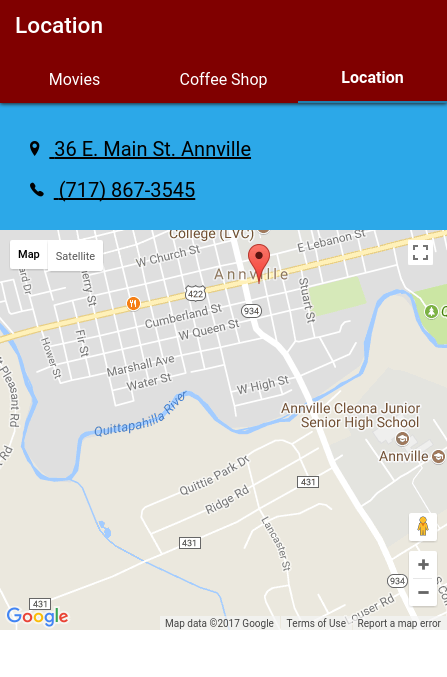 Location
Movies
Coffee Shop
Location
36 E. Main St. Annville
(717) 867-3545
College (LVC)
Map
Satellite
W Church St
E Lebanon St
Annville
422
934
Stuart St
Cumberland St
W Queen St
Fir St
Hower St
Marshall Ave
Water St
W High St
Quittapahilla River
Annville Cleona Junior
Senior High School
Annville
Quittie Park Dr
Ridge Rd
431
Lancaster St
431
934
431
Google
Map data ©2017 Google
Terms of Use
Report a map error